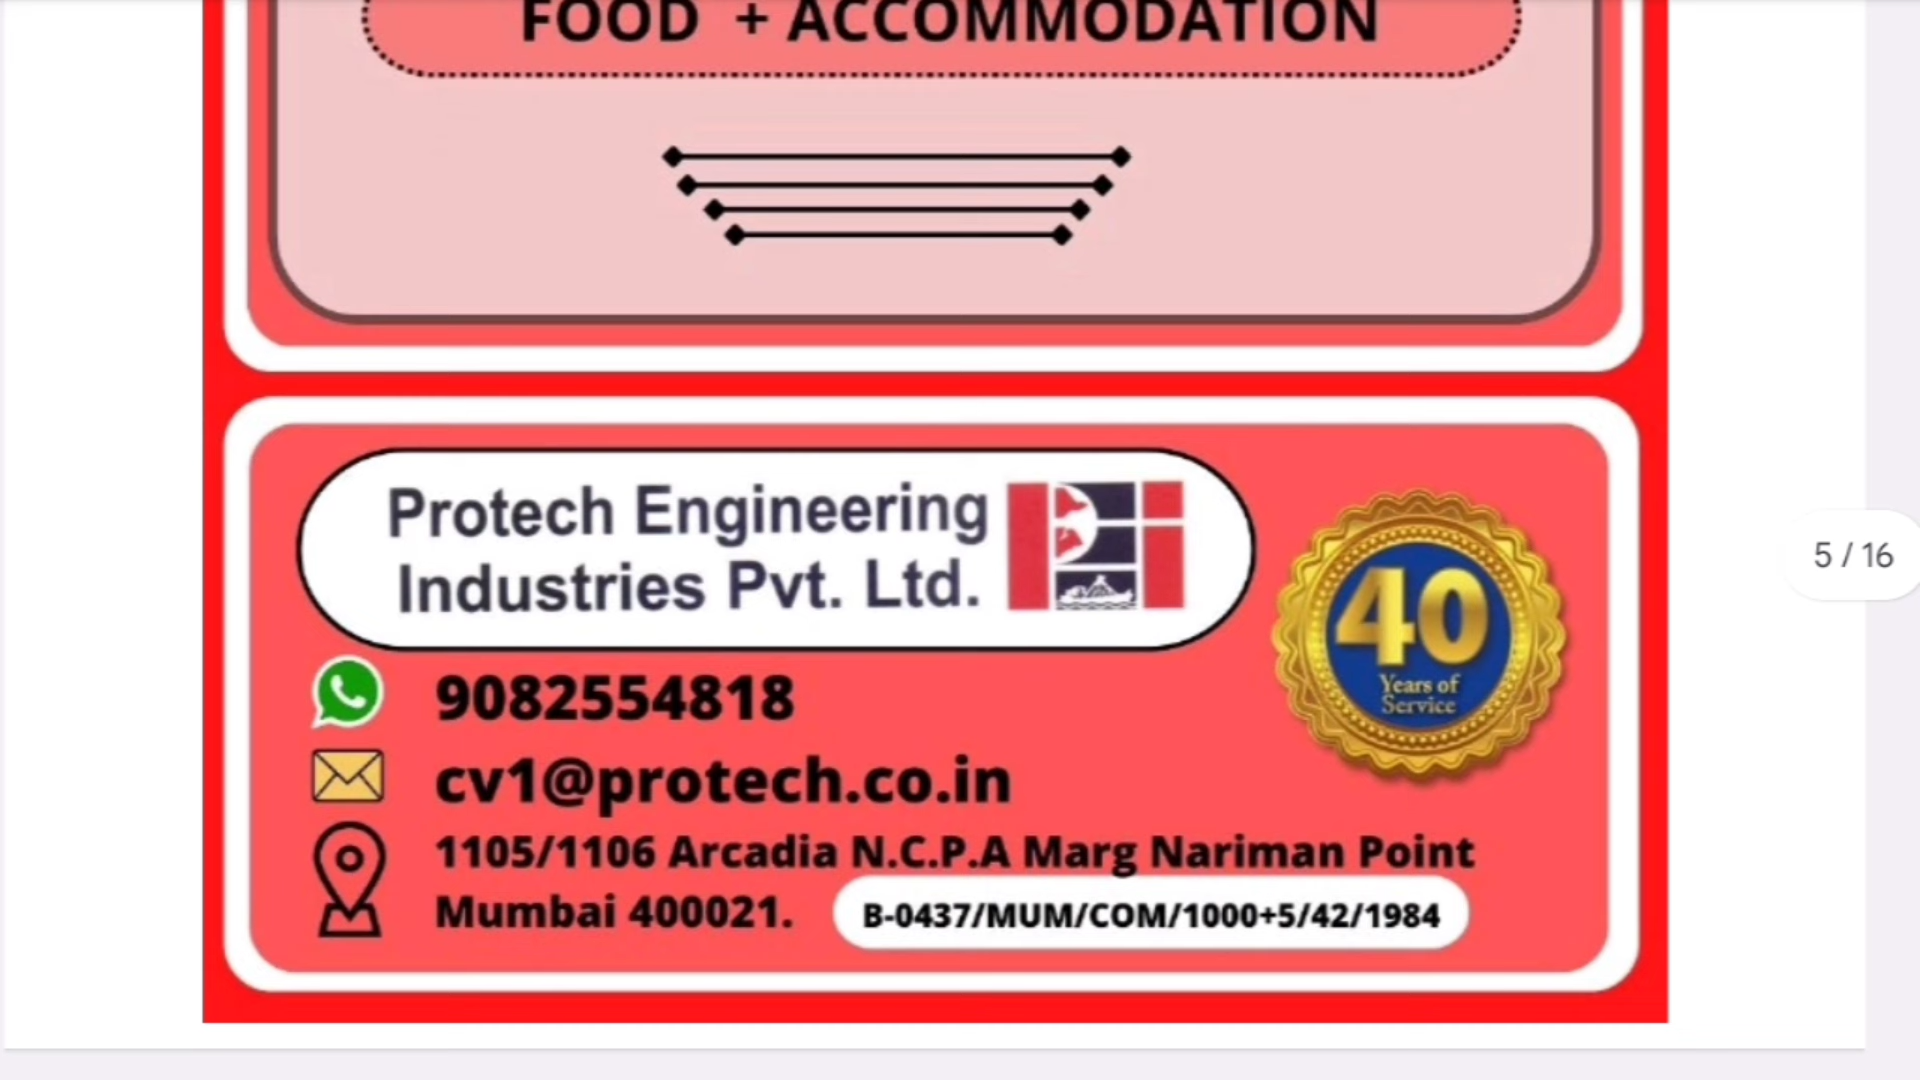 FOOD + ACCOMMODATION
Protech Engineering
Industries Pvt. Ltd.
9082554818
cv1@protech.co.in
1105/1106 Arcadia N.C.P.A Marg Nariman Point
Mumbai 400021.
B-0437/MUM/COM/1000+5/42/1984
40
Years of
Service
5 / 16